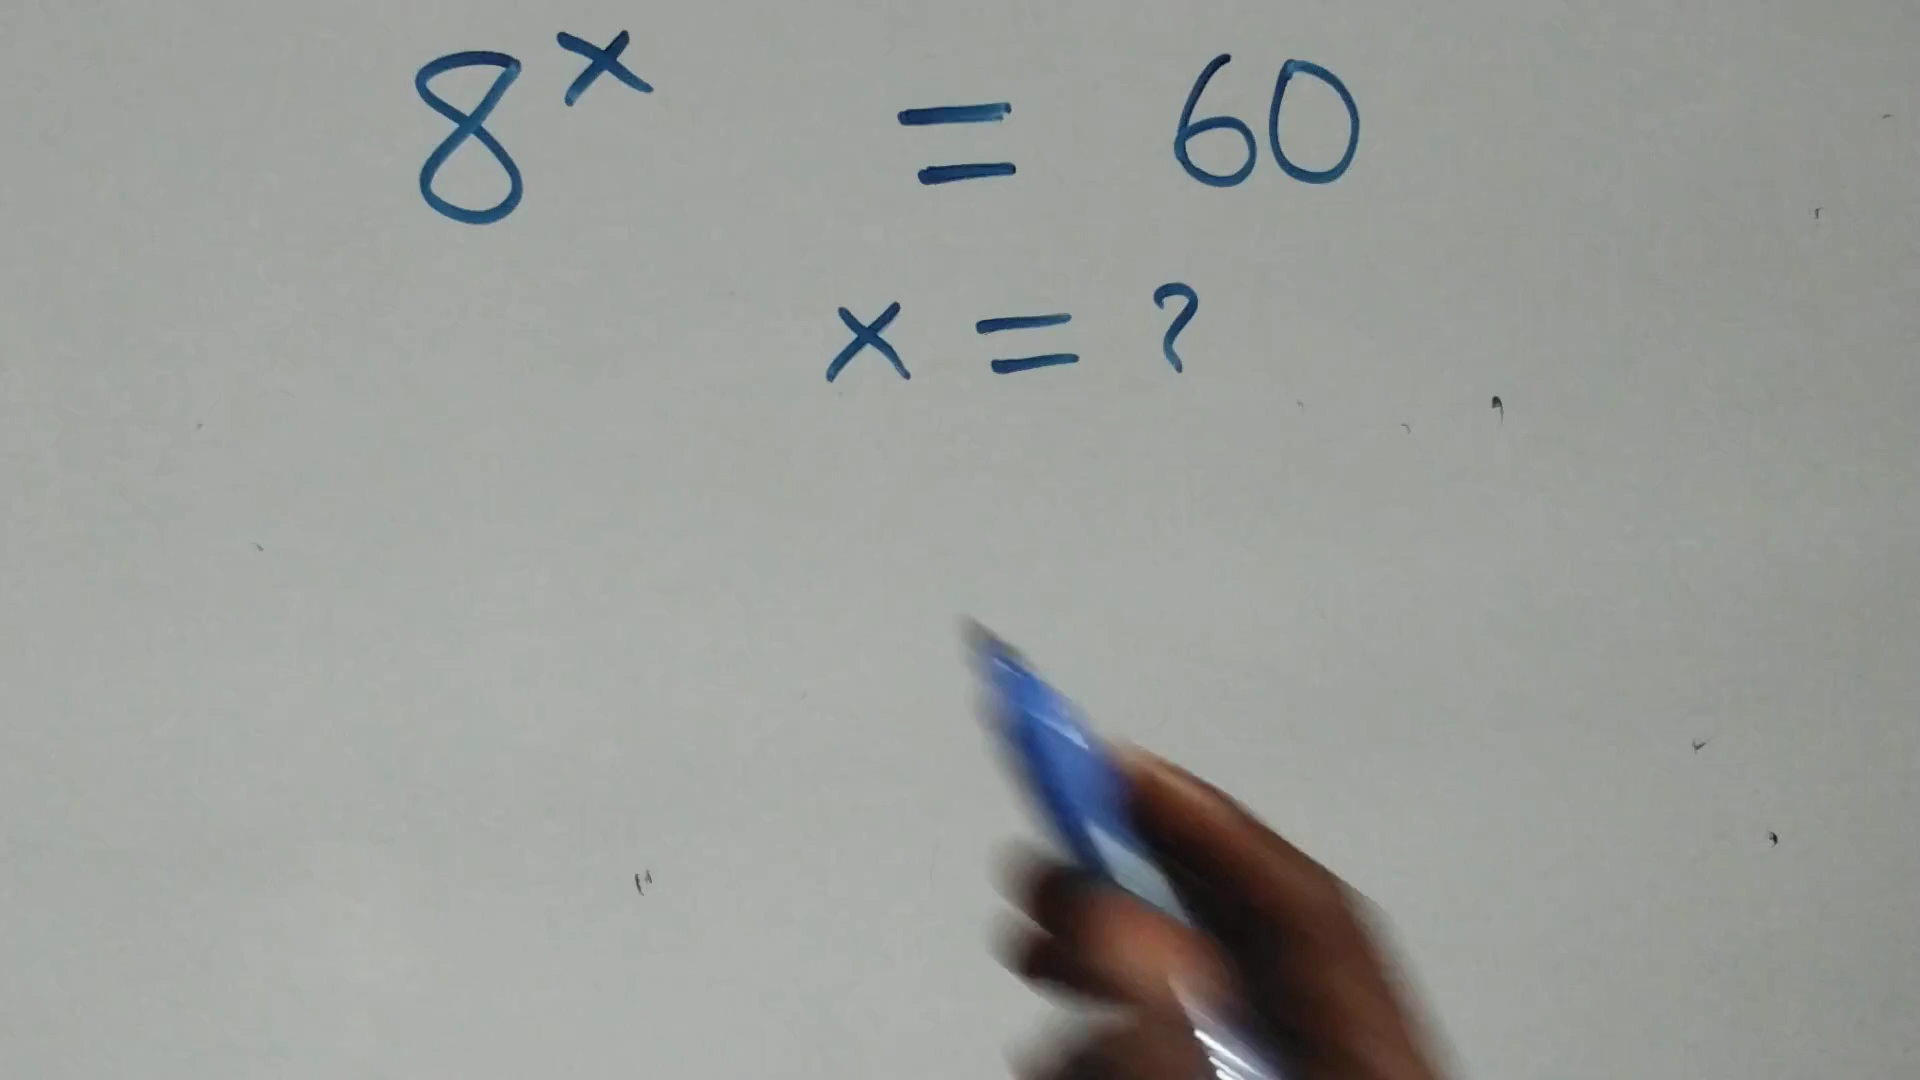 8^x = 60
x = ?